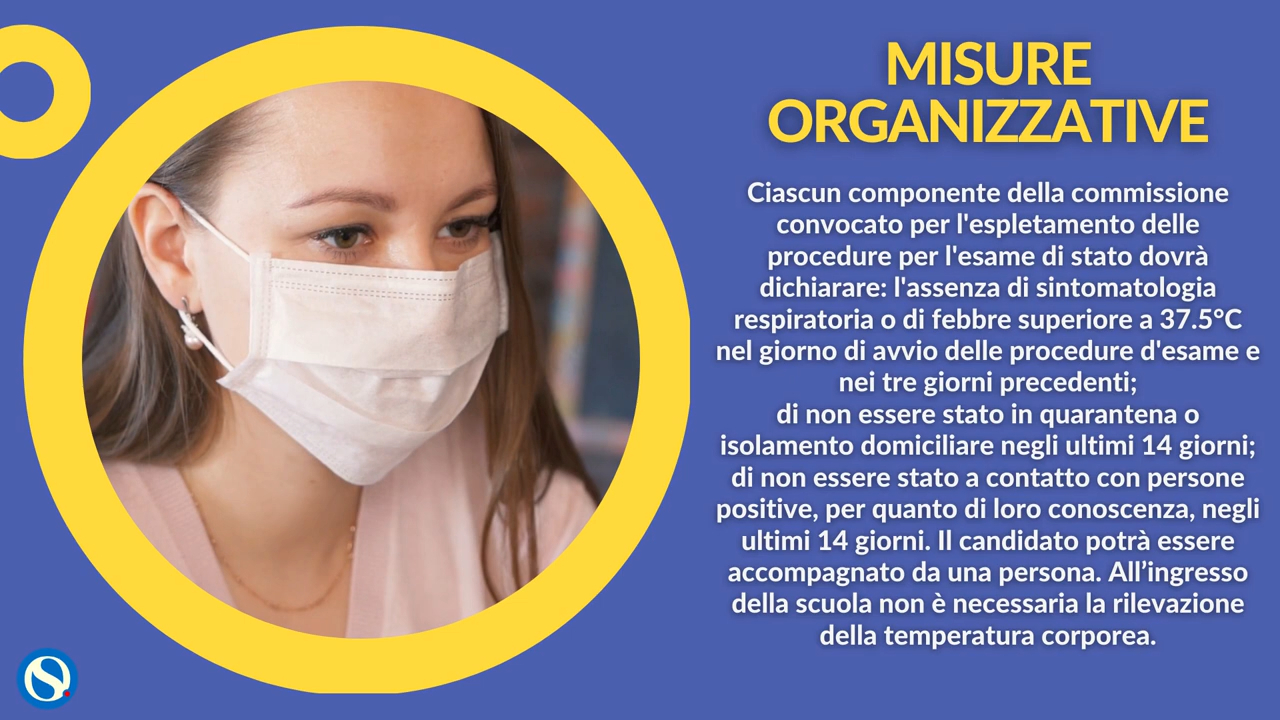 MISURE
ORGANIZZATIVE
Ciascun componente della commissione
convocato per l'espletamento delle
procedure per l'esame di stato dovrà
dichiarare: l'assenza di sintomatologia
respiratoria o di febbre superiore a 37.5°C
nel giorno di avvio delle procedure d'esame e
nei tre giorni precedenti;
di non essere stato in quarantena o
isolamento domiciliare negli ultimi 14 giorni;
di non essere stato a contatto con persone
positive, per quanto di loro conoscenza, negli
ultimi 14 giorni. Il candidato potrà essere
accompagnato da una persona. All’ingresso
della scuola non è necessaria la rilevazione
della temperatura corporea.
S.